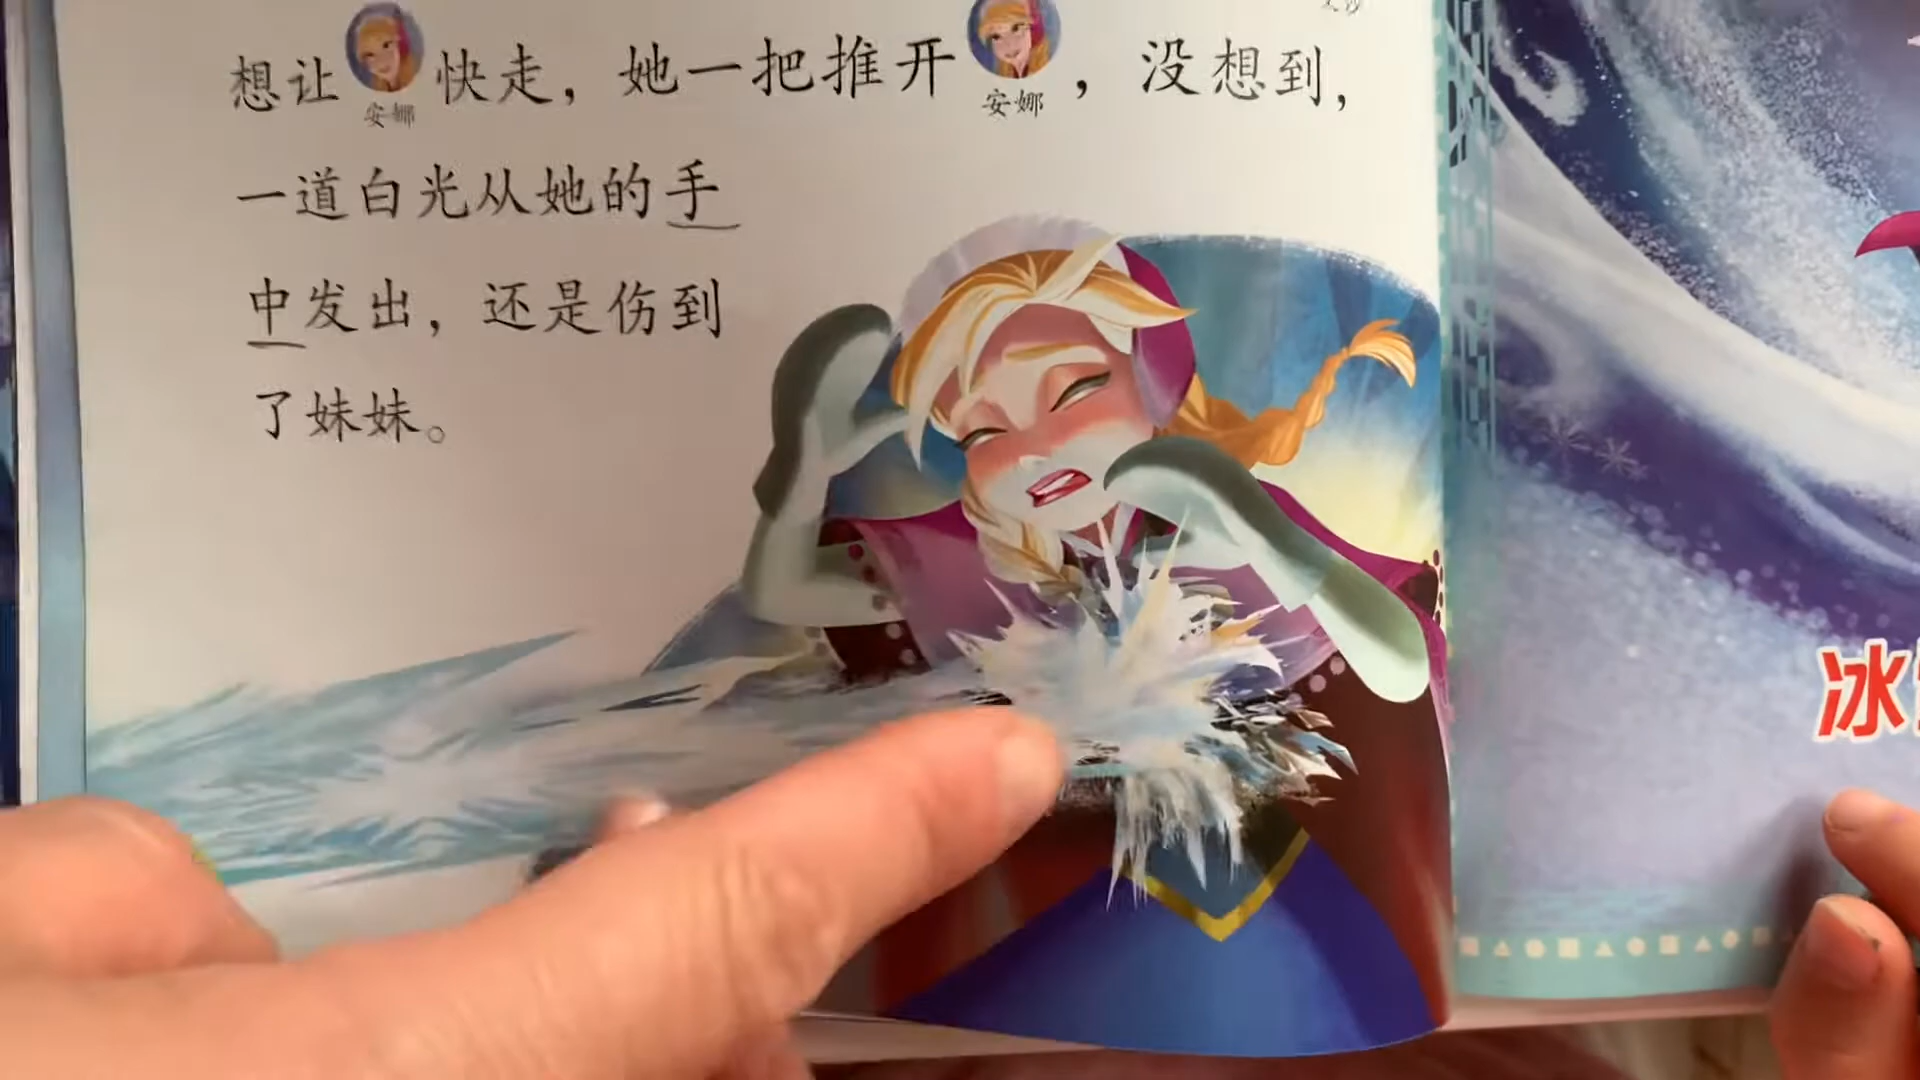 想让安娜快走，她一把推开安娜，没想到，
一道白光从她的手
中发出，还是伤到
了妹妹。
冰